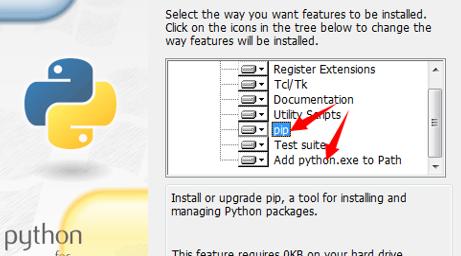 Select the way you want features to be installed.
Click on the icons in the tree below to change the
way features will be installed.
Register Extensions
Tcl/Tk
Documentation
Utility Scripts
pip
Test suite
Add python.exe to Path
Install or upgrade pip, a tool for installing and
managing Python packages.
python
for
This feature requires 0KB on your hard drive.